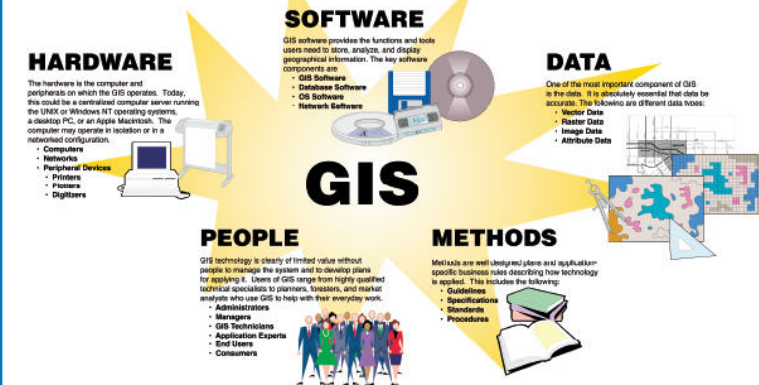 SOFTWARE
GIS software provides the functions and tools
users need to store, analyze, and display
geographical information. The key software
components are
• GIS Software
• Database Software
• OS Software
• Network Software
HARDWARE
The hardware is the computer and
peripherals on which the GIS operates. Today,
this could be a centralized computer server running
the UNIX or Windows NT operating systems,
a desktop PC, or an Apple Macintosh. The
computer may operate in isolation or in a
networked configuration.
• Computers
• Networks
• Peripheral Devices
• Printers
• Plotters
• Digitizers
DATA
One of the most important component of GIS
is the data. It is absolutely essential that data be
accurate. The following are different data types:
• Vector Data
• Raster Data
• Image Data
• Attribute Data
GIS
PEOPLE
GIS technology is clearly of limited value without
people to manage the system and to develop plans
for applying it. Users of GIS range from highly qualified
technical specialists to planners, foresters, and market
analysts who use GIS to help with their everyday work.
• Administrators
• Managers
• GIS Technicians
• Application Experts
• End Users
• Consumers
METHODS
Methods are well designed plans and application-
specific business rules describing how technology
is applied. This includes the following:
• Guidelines
• Specifications
• Standards
• Procedures